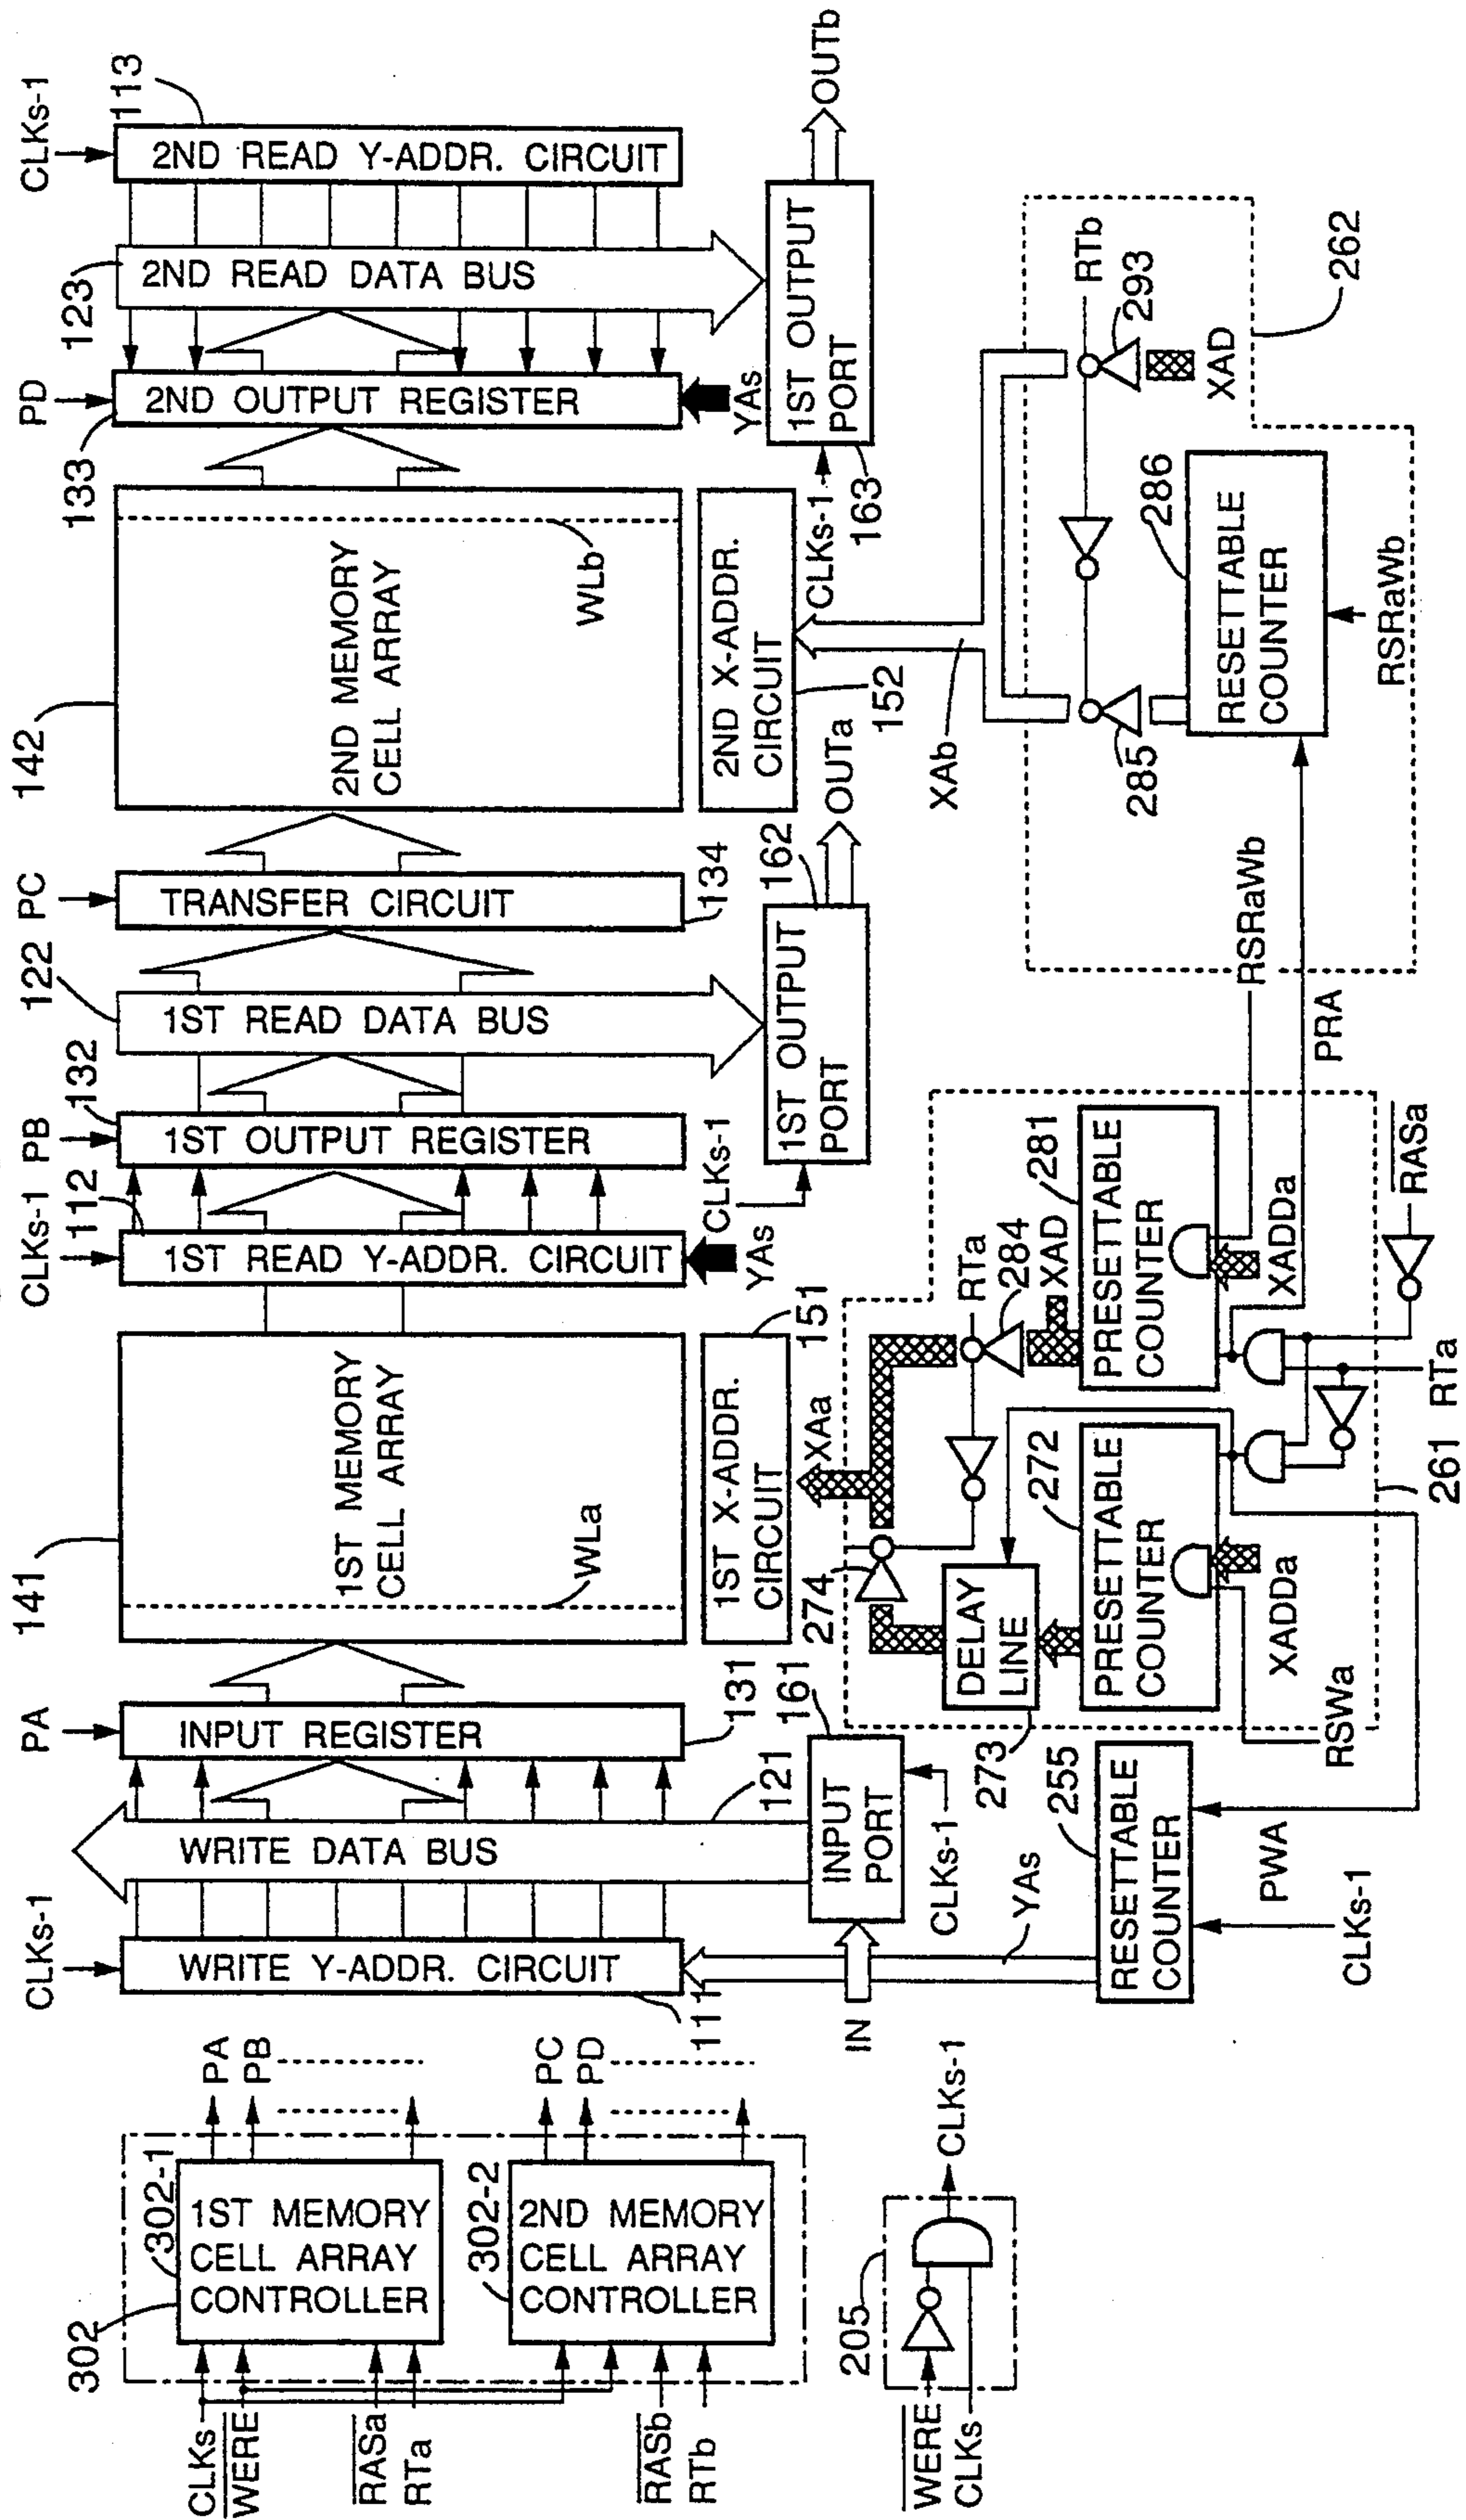 CLKs-1
PA
CLKs-1
PB
PC
PD
CLKs-1
141
112
132
122
142
133
123
113
WRITE Y-ADDR. CIRCUIT
WRITE DATA BUS
INPUT REGISTER
1ST MEMORY
CELL ARRAY
WLa
1ST READ Y-ADDR. CIRCUIT
1ST OUTPUT REGISTER
1ST READ DATA BUS
TRANSFER CIRCUIT
2ND MEMORY
CELL ARRAY
WLb
2ND OUTPUT REGISTER
2ND READ DATA BUS
2ND READ Y-ADDR. CIRCUIT
111
121
131
134
302
302-1
1ST MEMORY
CELL ARRAY
CONTROLLER
302-2
2ND MEMORY
CELL ARRAY
CONTROLLER
CLKs
WERE
RASa
RTa
RASb
RTb
PA
PB
PC
PD
1ST X-ADDR.
CIRCUIT
151
YAs
CLKs-1
2ND X-ADDR.
CIRCUIT
152
YAs
IN
INPUT
PORT
161
CLKs-1
1ST OUTPUT
PORT
162
OUTa
CLKs-1
1ST OUTPUT
PORT
163
OUTb
205
WERE
CLKs
CLKs-1
YAs
274
XAa
RTa
284
XAD
XAb
RTb
293
XAD
262
285
286
RESETTABLE
COUNTER
RSRaWb
273
DELAY
LINE
255
RESETTABLE
COUNTER
272
PRESETTABLE
COUNTER
281
PRESETTABLE
COUNTER
RSRaWb
PRA
PWA
CLKs-1
RSWa
XADDa
XADDa
261
RTa
RASa